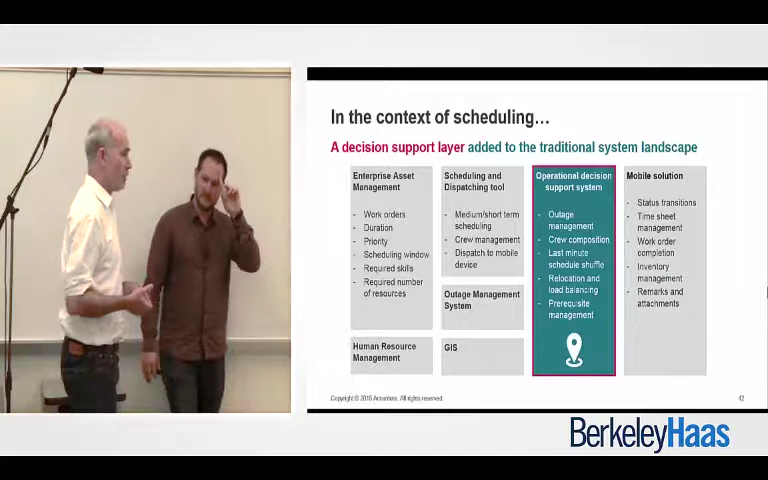 In the context of scheduling...
A decision support layer added to the traditional system landscape
Enterprise Asset
Management
- Work orders
- Duration
- Priority
- Scheduling window
- Required skills
- Required number
of resources
Human Resource
Management
Scheduling and
Dispatching tool
- Medium/short term
scheduling
- Crew management
- Dispatch to mobile
device
Outage Management
System
GIS
Operational decision
support system
- Outage
management
- Crew composition
- Last minute
schedule shuffle
- Relocation and
load balancing
- Prerequisite
management
Mobile solution
- Status transitions
- Time sheet
management
- Work order
completion
- Inventory
management
- Remarks and
attachments
Copyright © 2015 Accenture. All rights reserved.
42
BerkeleyHaas